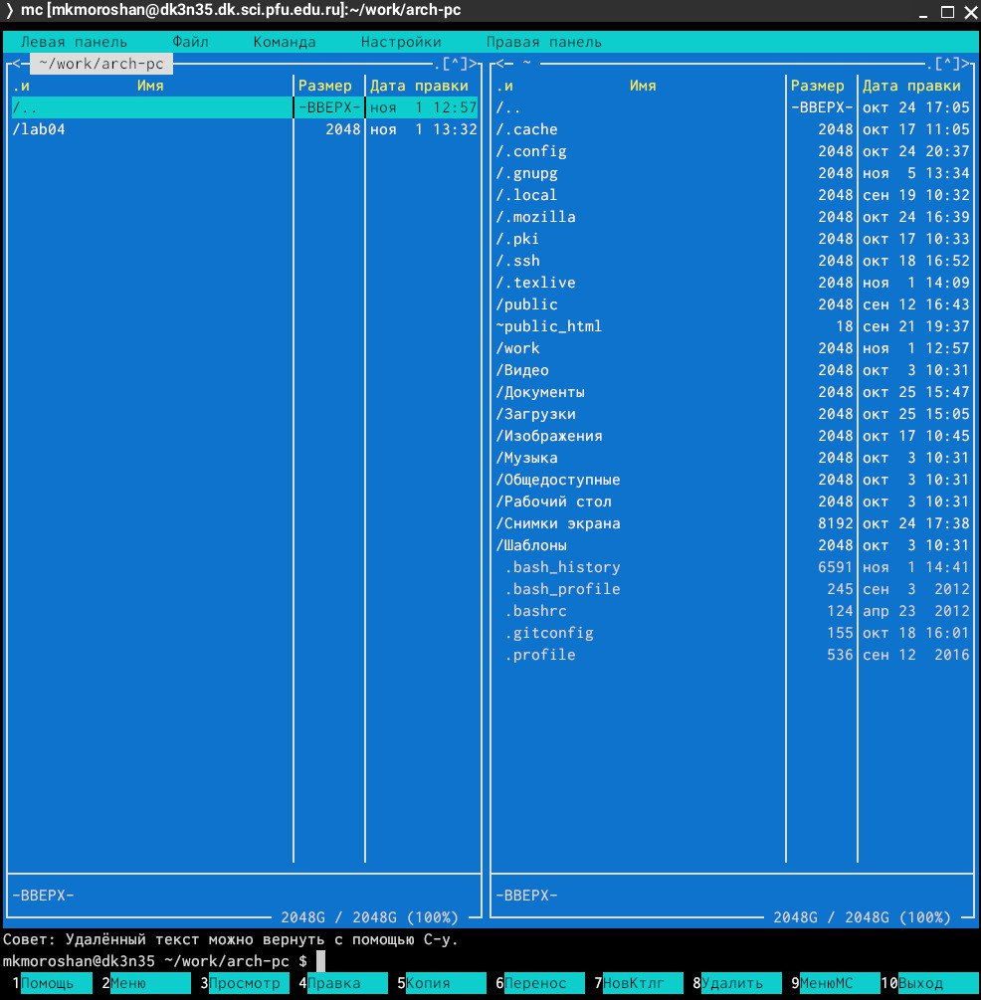 mc [mkmoroshan@dk3n35.dk.sci.pfu.edu.ru]:~/work/arch-pc
Левая панель Файл Команда Настройки Правая панель
<– ~/work/arch-pc .[^]>
.и Имя Размер Дата правки
/.. -ВВЕРХ- ноя 1 12:57
/lab04 2048 ноя 1 13:32
-ВВЕРХ-
2048G / 2048G (100%)
<– ~ .[^]>
.и Имя Размер Дата правки
/.. -ВВЕРХ- окт 24 17:05
/.cache 2048 окт 17 11:05
/.config 2048 окт 24 20:37
/.gnupg 2048 ноя 5 13:34
/.local 2048 сен 19 10:32
/.mozilla 2048 окт 24 16:39
/.pki 2048 окт 17 10:33
/.ssh 2048 окт 18 16:52
/.texlive 2048 ноя 1 14:09
/public 2048 сен 12 16:43
~public_html 18 сен 21 19:37
/work 2048 ноя 1 12:57
/Видео 2048 окт 3 10:31
/Документы 2048 окт 25 15:47
/Загрузки 2048 окт 25 15:05
/Изображения 2048 окт 17 10:45
/Музыка 2048 окт 3 10:31
/Общедоступные 2048 окт 3 10:31
/Рабочий стол 2048 окт 3 10:31
/Снимки экрана 8192 окт 24 17:38
/Шаблоны 2048 окт 3 10:31
.bash_history 6591 ноя 1 14:41
.bash_profile 245 сен 3 2012
.bashrc 124 апр 23 2012
.gitconfig 155 окт 18 16:01
.profile 536 сен 12 2016
-ВВЕРХ-
2048G / 2048G (100%)
Совет: Удалённый текст можно вернуть с помощью C-y.
mkmoroshan@dk3n35 ~/work/arch-pc $
1Помощь 2Меню 3Просмотр 4Правка 5Копия 6Перенос 7НовКтлг 8Удалить 9МенюMC 10Выход